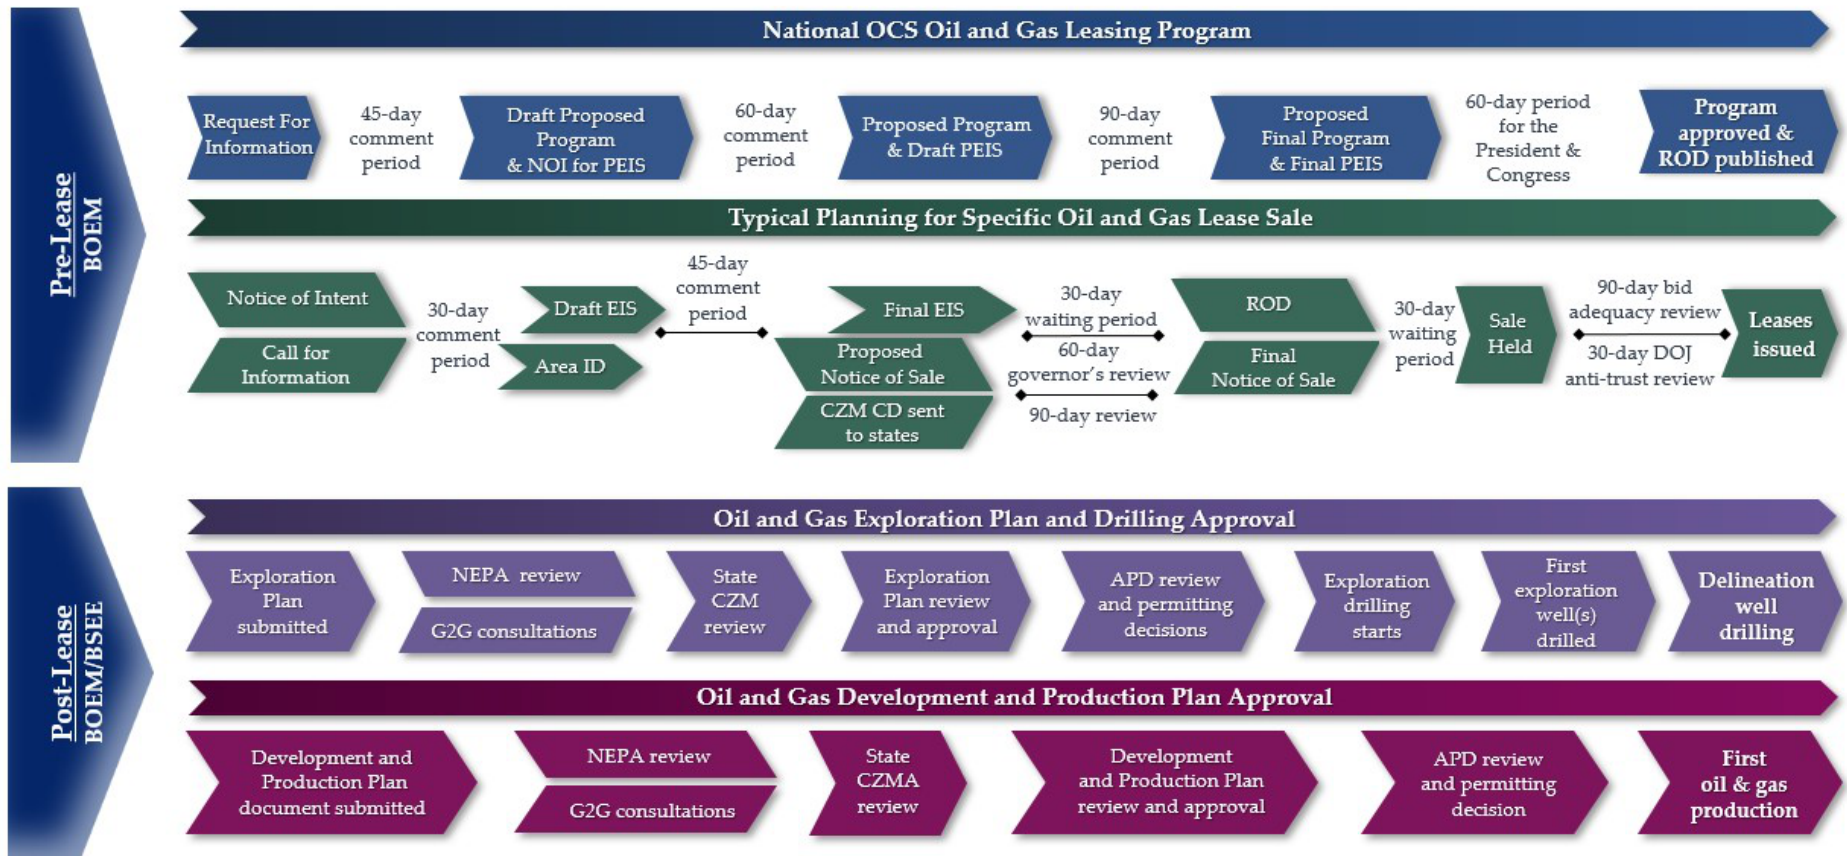 Pre-Lease
BOEM
National OCS Oil and Gas Leasing Program
Request For
Information
45-day
comment
period
Draft Proposed
Program
& NOI for PEIS
60-day
comment
period
Proposed Program
& Draft PEIS
90-day
comment
period
Proposed
Final Program
& Final PEIS
60-day period
for the
President &
Congress
Program
approved &
ROD published
Typical Planning for Specific Oil and Gas Lease Sale
Notice of Intent
Call for
Information
30-day
comment
period
Draft EIS
Area ID
45-day
comment
period
Final EIS
Proposed
Notice of Sale
CZM CD sent
to states
30-day
waiting period
60-day
governor's review
90-day review
ROD
Final
Notice of Sale
30-day
waiting
period
Sale
Held
90-day bid
adequacy review
30-day DOJ
anti-trust review
Leases
issued
Post-Lease
BOEM/BSEE
Oil and Gas Exploration Plan and Drilling Approval
Exploration
Plan
submitted
NEPA review
G2G consultations
State
CZM
review
Exploration
Plan review
and approval
APD review
and permitting
decisions
Exploration
drilling
starts
First
exploration
well(s)
drilled
Delineation
well
drilling
Oil and Gas Development and Production Plan Approval
Development and
Production Plan
document submitted
NEPA review
G2G consultations
State
CZMA
review
Development
and Production Plan
review and approval
APD review
and permitting
decision
First
oil & gas
production